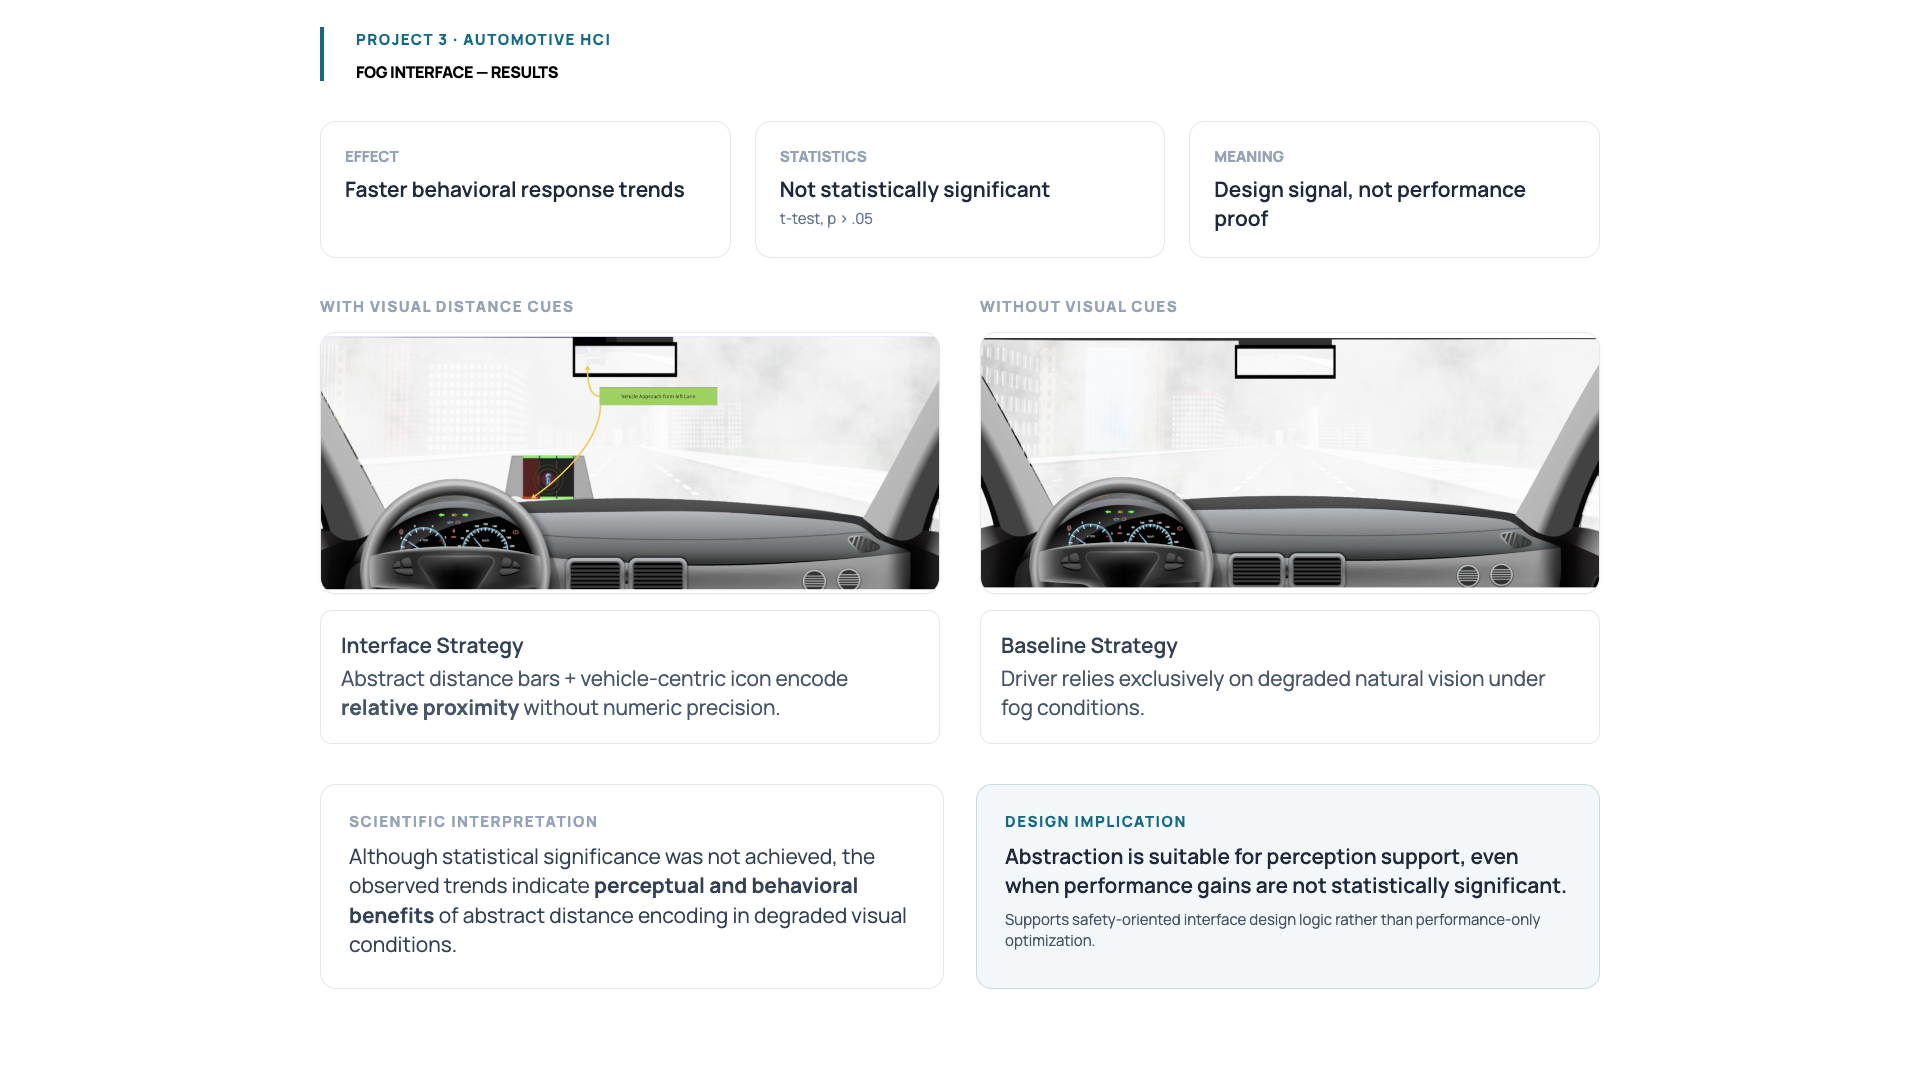 PROJECT 3 · AUTOMOTIVE HCI
FOG INTERFACE — RESULTS
EFFECT
Faster behavioral response trends
STATISTICS
Not statistically significant
t-test, p > .05
MEANING
Design signal, not performance
proof
WITH VISUAL DISTANCE CUES
Vehicle Approach from left Lane
Interface Strategy
Abstract distance bars + vehicle-centric icon encode
relative proximity without numeric precision.
WITHOUT VISUAL CUES
Baseline Strategy
Driver relies exclusively on degraded natural vision under
fog conditions.
SCIENTIFIC INTERPRETATION
Although statistical significance was not achieved, the
observed trends indicate perceptual and behavioral
benefits of abstract distance encoding in degraded visual
conditions.
DESIGN IMPLICATION
Abstraction is suitable for perception support, even
when performance gains are not statistically significant.
Supports safety-oriented interface design logic rather than performance-only
optimization.